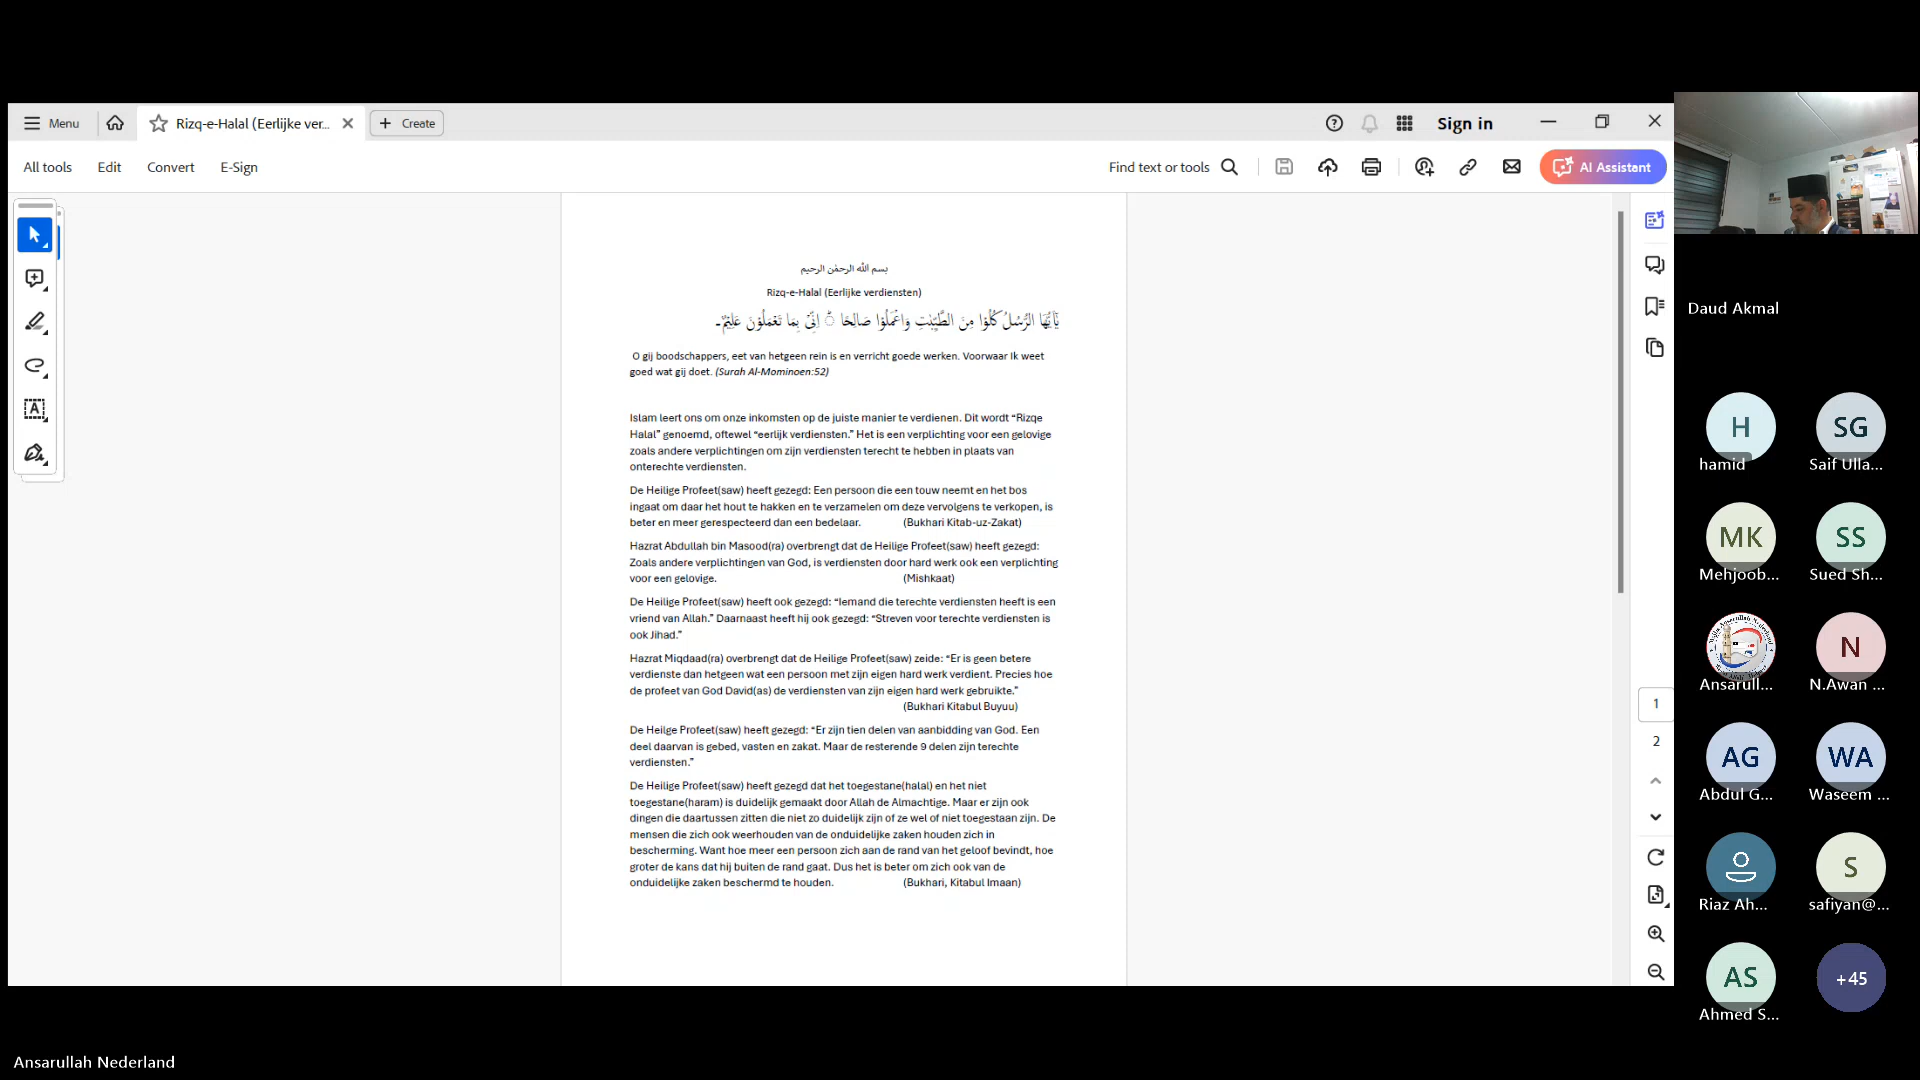 Menu
Rizq-e-Halal (Eerlijke ver...
Create
Sign in
All tools
Edit
Convert
E-Sign
Find text or tools
AI Assistant
بسم الله الرحمٰن الرحيم
Rizq-e-Halal (Eerlijke verdiensten)
يٰۤاَيُّهَا الرُّسُلُ كُلُوْا مِنَ الطَّيِّبٰتِ وَاعْمَلُوْا صَالِحًا ؕ اِنِّيْ بِمَا تَعْمَلُوْنَ عَلِيْمٌ۔
O gij boodschappers, eet van hetgeen rein is en verricht goede werken. Voorwaar Ik weet
goed wat gij doet. (Surah Al-Mominoen:52)
Islam leert ons om onze inkomsten op de juiste manier te verdienen. Dit wordt “Rizqe
Halal” genoemd, oftewel “eerlijk verdiensten.” Het is een verplichting voor een gelovige
zoals andere verplichtingen om zijn verdiensten terecht te hebben in plaats van
onterechte verdiensten.
De Heilige Profeet(saw) heeft gezegd: Een persoon die een touw neemt en het bos
ingaat om daar het hout te hakken en te verzamelen om deze vervolgens te verkopen, is
beter en meer gerespecteerd dan een bedelaar. (Bukhari Kitab-uz-Zakat)
Hazrat Abdullah bin Masood(ra) overbrengt dat de Heilige Profeet(saw) heeft gezegd:
Zoals andere verplichtingen van God, is verdiensten door hard werk ook een verplichting
voor een gelovige. (Mishkaat)
De Heilige Profeet(saw) heeft ook gezegd: “Iemand die terechte verdiensten heeft is een
vriend van Allah.” Daarnaast heeft hij ook gezegd: “Streven voor terechte verdiensten is
ook Jihad.”
Hazrat Miqdaad(ra) overbrengt dat de Heilige Profeet(saw) zeide: “Er is geen betere
verdienste dan hetgeen wat een persoon met zijn eigen hard werk verdient. Precies hoe
de profeet van God David(as) de verdiensten van zijn eigen hard werk gebruikte.”
(Bukhari Kitabul Buyuu)
De Heilge Profeet(saw) heeft gezegd: “Er zijn tien delen van aanbidding van God. Een
deel daarvan is gebed, vasten en zakat. Maar de resterende 9 delen zijn terechte
verdiensten.”
De Heilige Profeet(saw) heeft gezegd dat het toegestane(halal) en het niet
toegestane(haram) is duidelijk gemaakt door Allah de Almachtige. Maar er zijn ook
dingen die daartussen zitten die niet zo duidelijk zijn of ze wel of niet toegestaan zijn. De
mensen die zich ook weerhouden van de onduidelijke zaken houden zich in
bescherming. Want hoe meer een persoon zich aan de rand van het geloof bevindt, hoe
groter de kans dat hij buiten de rand gaat. Dus het is beter om zich ook van de
onduidelijke zaken beschermd te houden. (Bukhari, Kitabul Imaan)
1
2
Daud Akmal
H
hamid
SG
Saif Ulla...
MK
Mehjoob...
SS
Sued Sh...
Ansarull...
N
N.Awan ...
AG
Abdul G...
WA
Waseem ...
Riaz Ah...
S
safiyan@...
AS
Ahmed S...
+45
Ansarullah Nederland